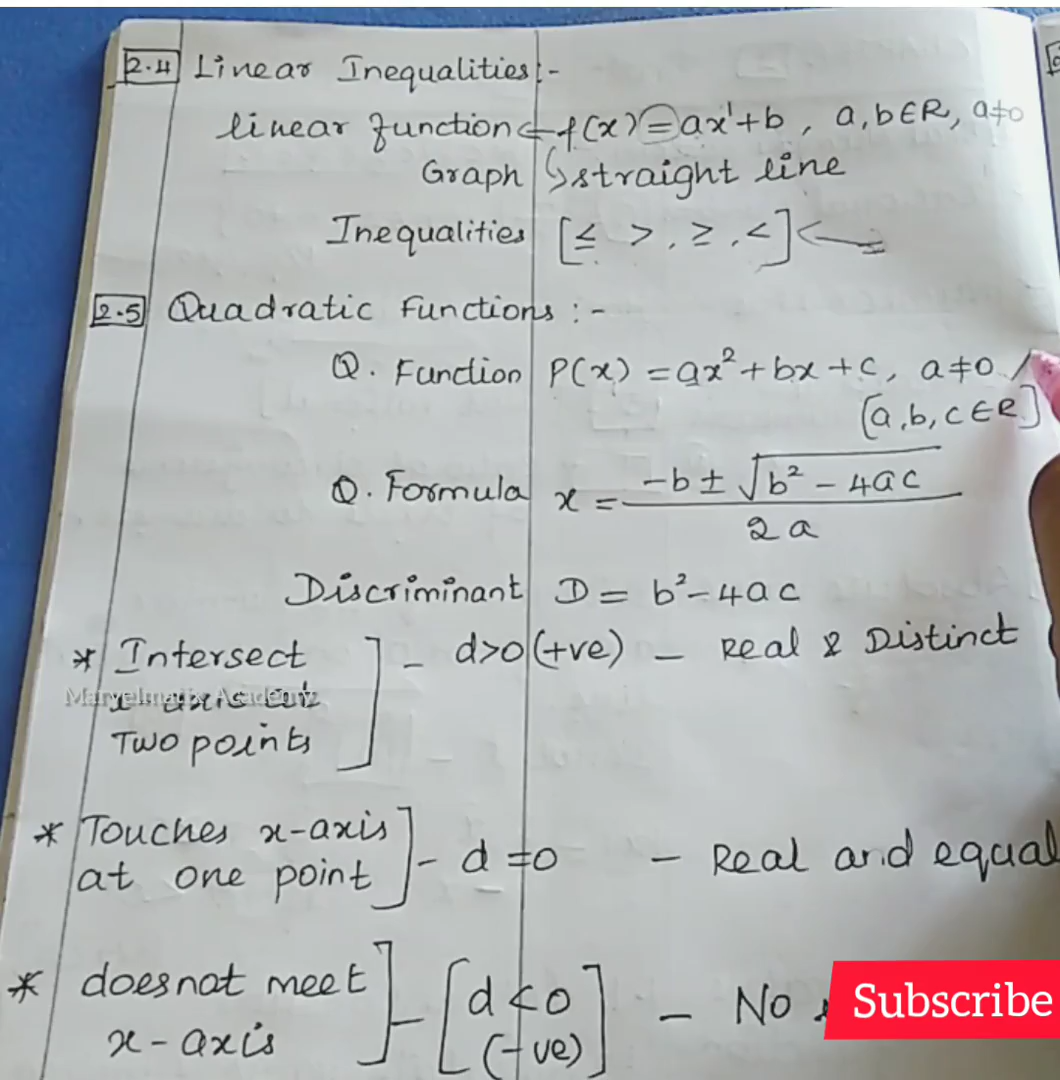 2.4 Linear Inequalities:-
linear function ← f(x) = ax¹+b , a,b∈R, a≠0
Graph ↳ straight line
Inequalities [≤ >, ≥ ,<] ←
2.5 Quadratic Functions :-
Q. Function P(x) = ax²+bx+c, a≠0
[a,b,c∈R]
Q. Formula x = -b ± √b² - 4ac
2a
Discriminant D = b²-4ac
* Intersect ] - d>0 (+ve) - Real & Distinct
Marvelmatix Academy
x-axis at
Two points
* Touches x-axis
at one point ] - d =0 - Real and equal
* doesnot meet
x-axis ] - [d<0 - No
(-ve)]
Subscribe